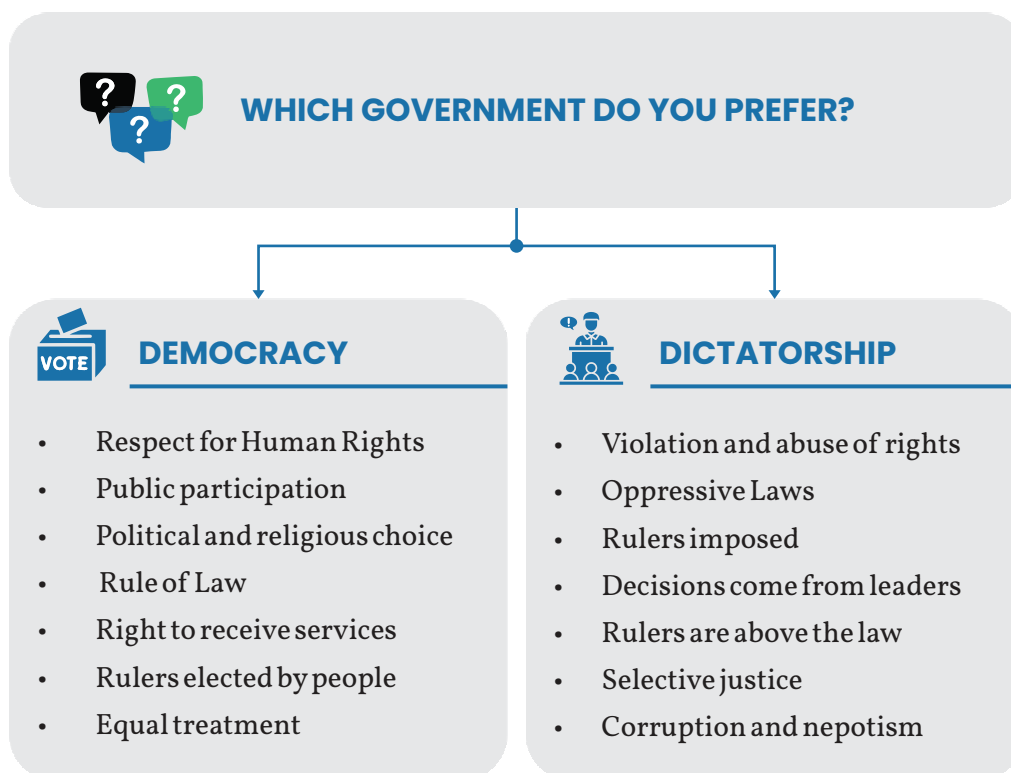 ? ? ?
WHICH GOVERNMENT DO YOU PREFER?
VOTE
DEMOCRACY
• Respect for Human Rights
• Public participation
• Political and religious choice
• Rule of Law
• Right to receive services
• Rulers elected by people
• Equal treatment
!
DICTATORSHIP
• Violation and abuse of rights
• Oppressive Laws
• Rulers imposed
• Decisions come from leaders
• Rulers are above the law
• Selective justice
• Corruption and nepotism